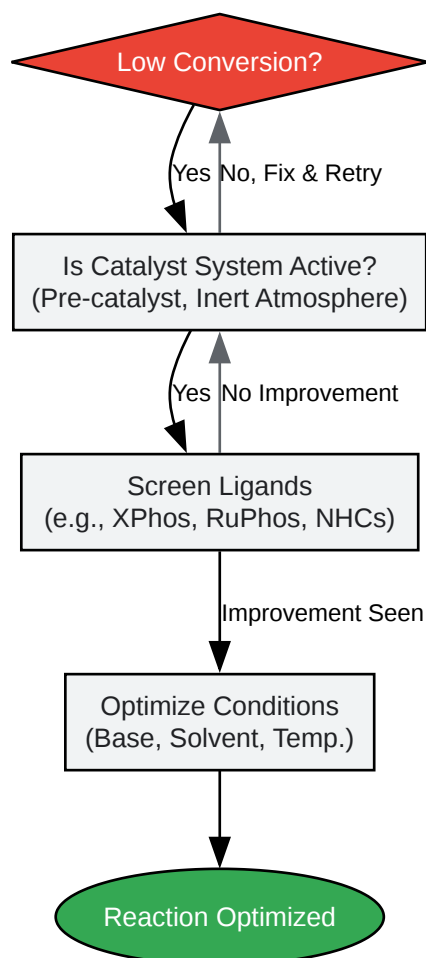 Low Conversion?
Yes
No, Fix & Retry
Is Catalyst System Active?
(Pre-catalyst, Inert Atmosphere)
Yes
No Improvement
Screen Ligands
(e.g., XPhos, RuPhos, NHCs)
Improvement Seen
Optimize Conditions
(Base, Solvent, Temp.)
Reaction Optimized